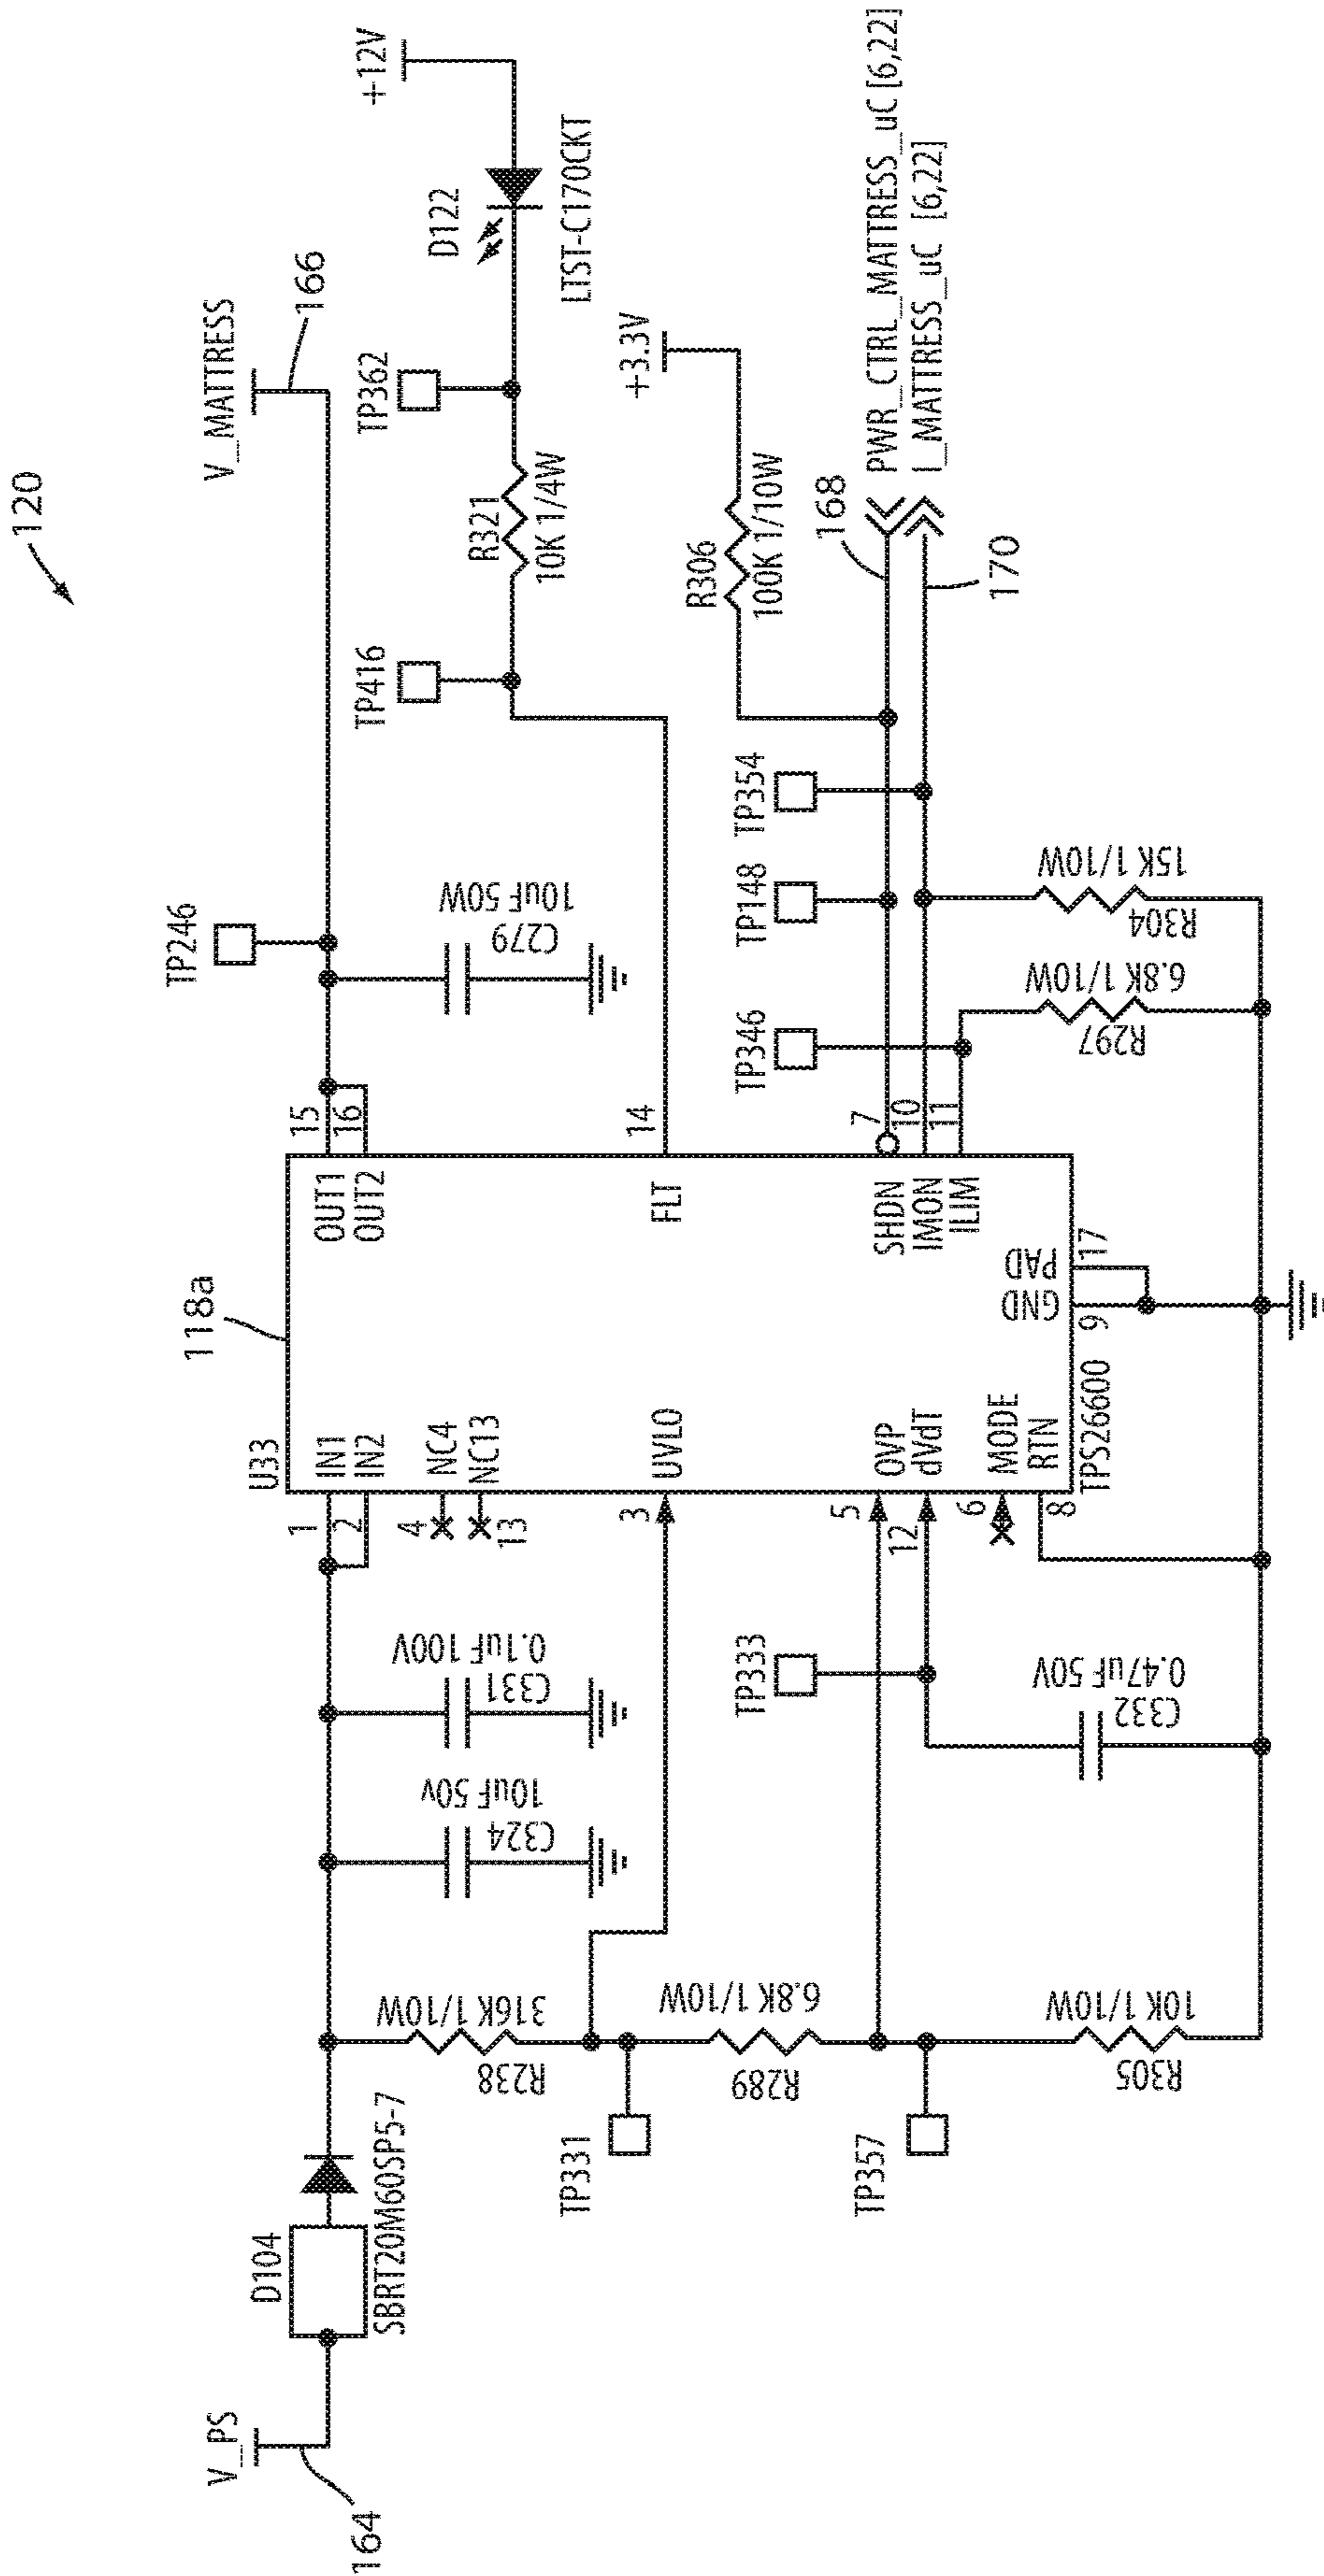 120
V_PS
164
D104
SBRT20M60SP5-7
316K 1/10W
R238
TP331
6.8K 1/10W
R289
TP357
10K 1/10W
R305
10uF 50v
C324
0.1uF 100V
C331
TP333
0.47uF 50V
C332
118a
U33
1
2
4
13
3
5
12
6
8
IN1
IN2
NC4
NC13
UVLO
OVP
dVdT
MODE
RTN
TPS26600
OUT1
OUT2
FLT
SHDN
IMON
ILIM
GND
PAD
9
17
15
16
14
7
10
11
TP246
10uF 50W
C279
V_MATTRESS
166
TP416
R321
10K 1/4W
TP362
D122
LTST-C170CKT
+12V
TP346
TP148
TP354
R306
100K 1/10W
+3.3V
6.8K 1/10W
R297
15K 1/10W
R304
168
170
PWR_CTRL_MATTRESS_uC [6,22]
I_MATTRESS_uC [6,22]